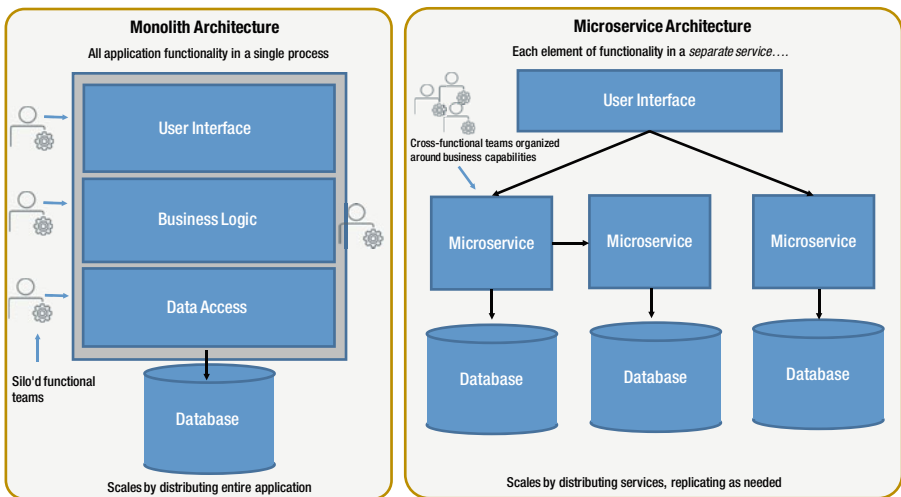 Monolith Architecture
All application functionality in a single process
User Interface
Business Logic
Data Access
Silo'd functional
teams
Database
Scales by distributing entire application
Microservice Architecture
Each element of functionality in a separate service….
User Interface
Cross-functional teams organized
around business capabilities
Microservice
Microservice
Microservice
Database
Database
Database
Scales by distributing services, replicating as needed